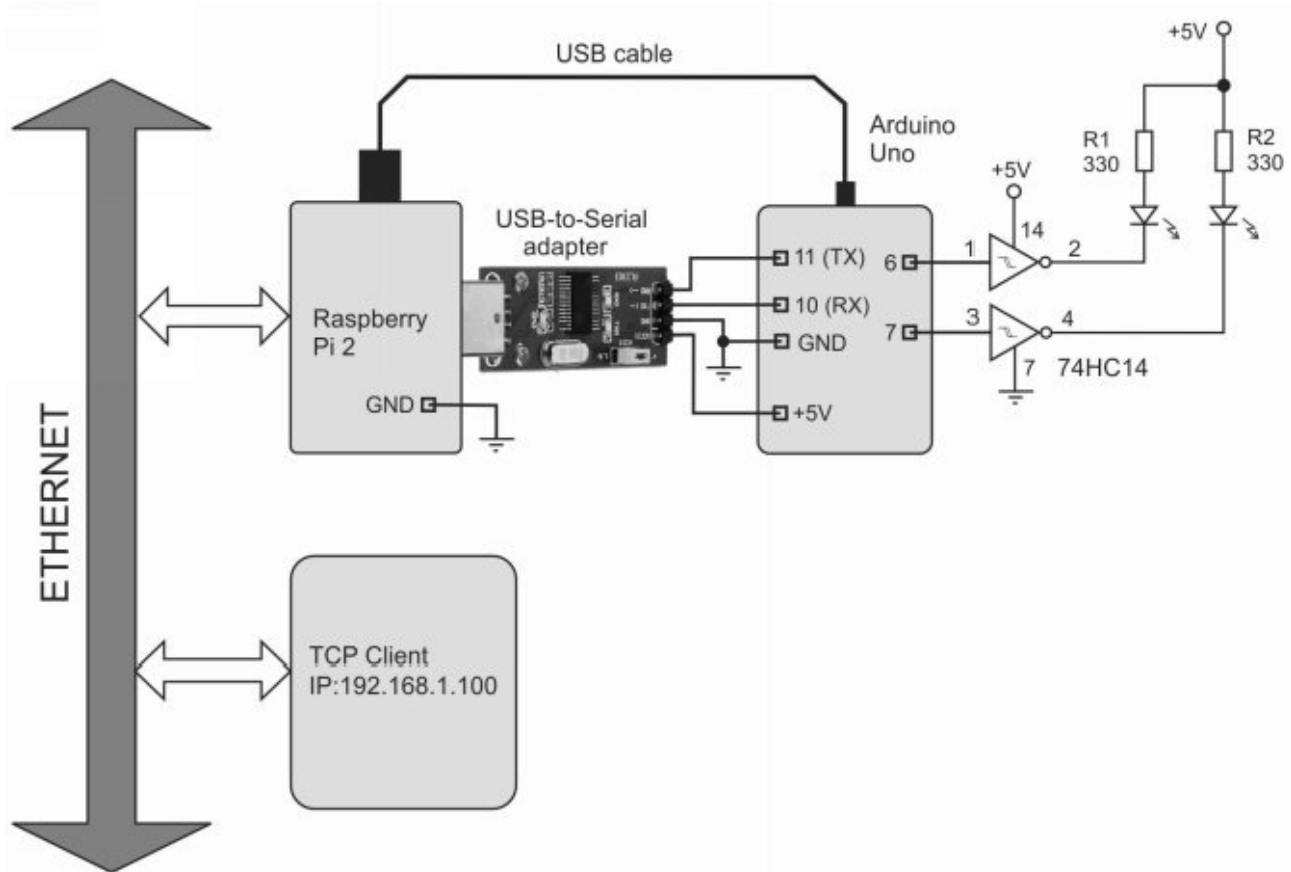 USB cable
+5V
Arduino
Uno
R1
330
R2
330
+5V
USB-to-Serial
adapter
14
11 (TX)
6
1
2
10 (RX)
Raspberry
Pi 2
7
3
4
GND
7
74HC14
GND
+5V
ETHERNET
TCP Client
IP:192.168.1.100